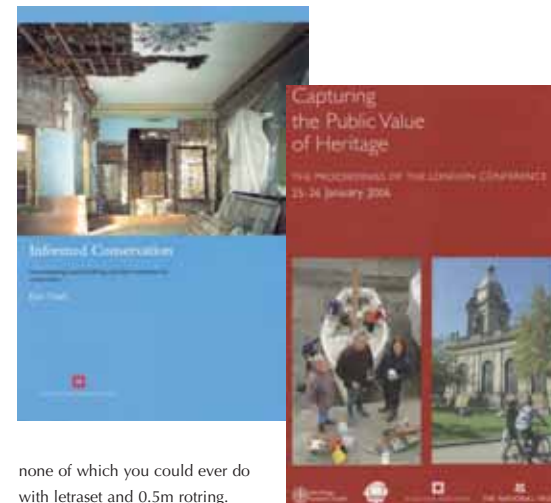 Informed Conservation
Capturing
the Public Value
of Heritage
THE PROCEEDINGS OF THE LONDON CONFERENCE
25–26 January 2006
none of which you could ever do
with letraset and 0.5m rotring.